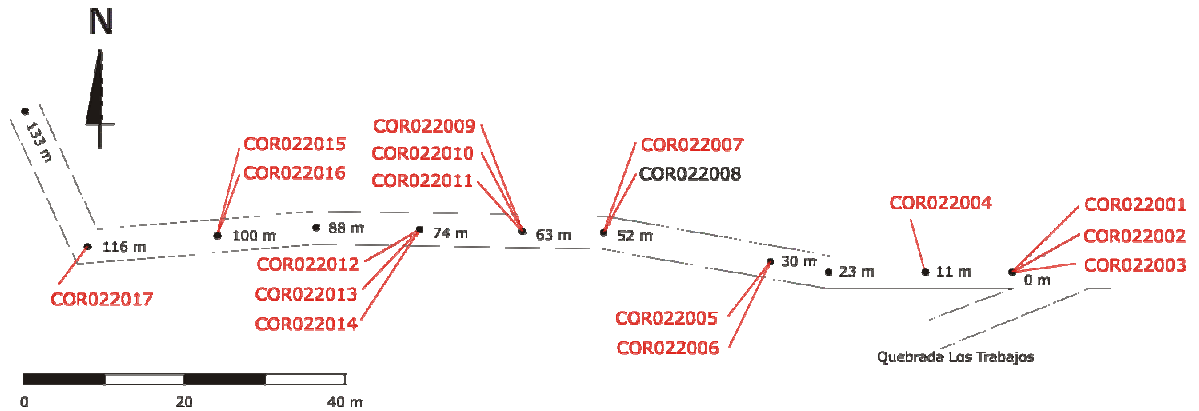 N
COR022009
COR022010
COR022011
COR022015
COR022016
COR022007
COR022008
COR022004
COR022001
COR022002
COR022003
133 m
116 m
100 m
88 m
74 m
63 m
52 m
30 m
23 m
11 m
0 m
COR022017
COR022012
COR022013
COR022014
COR022005
COR022006
Quebrada Los Trabajos
0
20
40 m